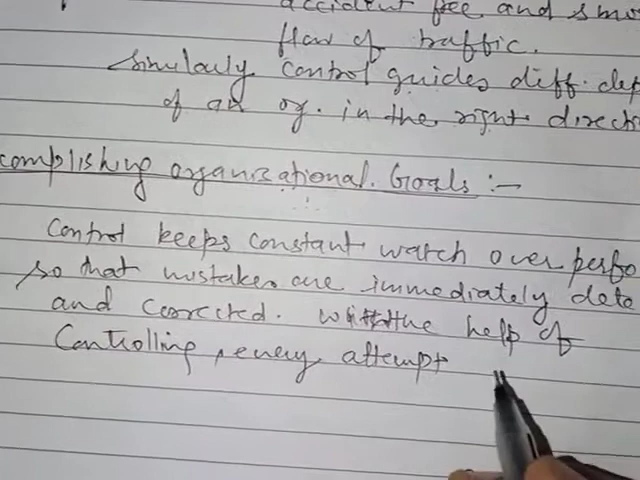 accident free and smo
flow of traffic.
Similarly control guides diff. dep
of an org. in the right directi
complishing organizational Goals :-
Control keeps constant watch over perfo
so that mistakes are immediately dete
and corrected. With the help of
Controlling, every attempt